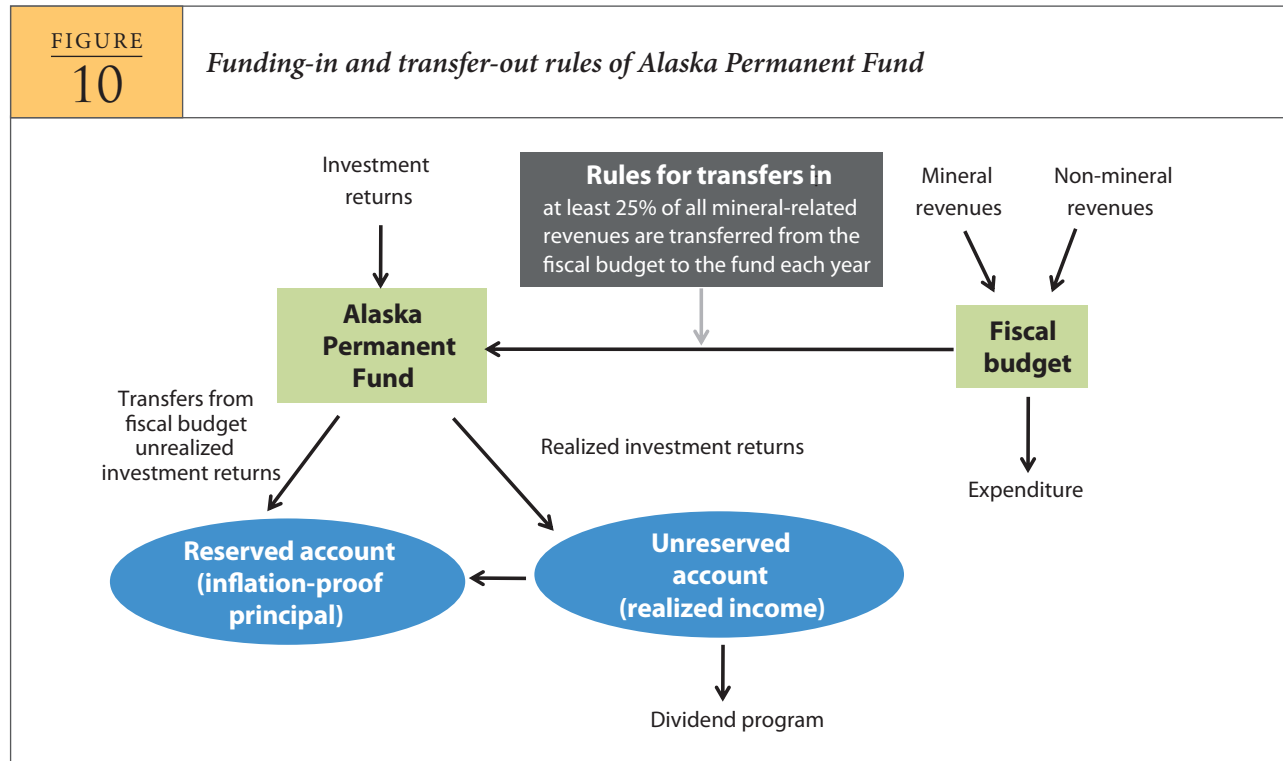 FIGURE
10
Funding-in and transfer-out rules of Alaska Permanent Fund
Investment
returns
Rules for transfers in
at least 25% of all mineral-related
revenues are transferred from the
fiscal budget to the fund each year
Mineral
revenues
Non-mineral
revenues
Alaska
Permanent
Fund
Fiscal
budget
Transfers from
fiscal budget
unrealized
investment returns
Realized investment returns
Expenditure
Reserved account
(inflation-proof
principal)
Unreserved
account
(realized income)
Dividend program